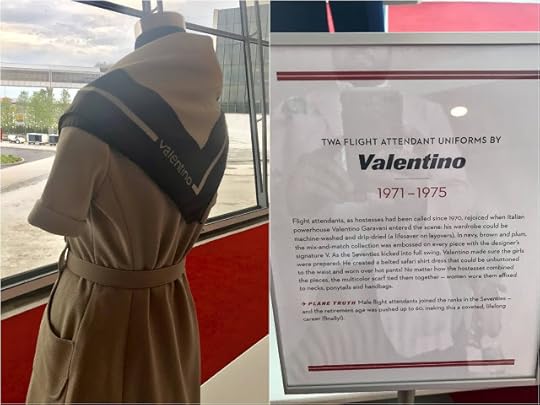 valentino
TWA FLIGHT ATTENDANT UNIFORMS BY
Valentino
1971–1975
Flight attendants, as hostesses had been called since 1970, rejoiced when Italian
powerhouse Valentino Garavani entered the scene: his wardrobe could be
machine-washed and drip-dried (a lifesaver on layovers). In navy, brown and plum,
the mix-and-match collection was embossed on every piece with the designer's
signature V. As the Seventies kicked into full swing, Valentino made sure the girls
were prepared: He created a belted safari shirt dress that could be unbuttoned
to the waist and worn over hot pants! No matter how the hostesses combined
the pieces, the multicolor scarf tied them together – women wore them affixed
to necks, ponytails and handbags.
✈ PLANE TRUTH Male flight attendants joined the ranks in the Seventies –
and the retirement age was pushed up to 60, making this a coveted, lifelong
career (finally!).